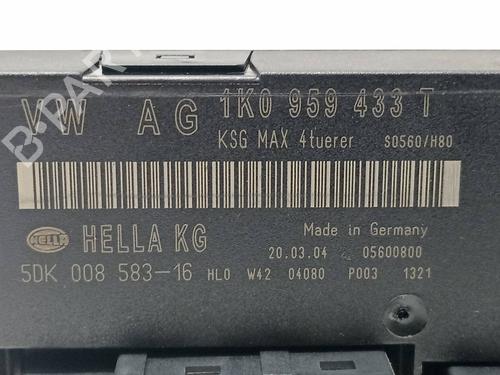 VW AG 1K0 959 433 T
KSG MAX 4tuerer S0560/H80
HELLA HELLA KG Made in Germany
20.03.04 05600800
5DK 008 583-16 HL0 W42 04080 P003 1321